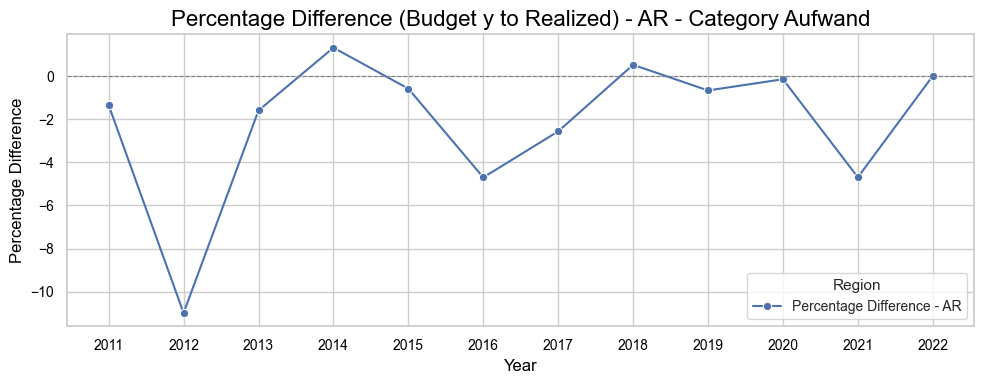 Percentage Difference (Budget y to Realized) - AR - Category Aufwand
Percentage Difference
0
−2
−4
−6
−8
−10
2011 2012 2013 2014 2015 2016 2017 2018 2019 2020 2021 2022
Year
Region
Percentage Difference - AR